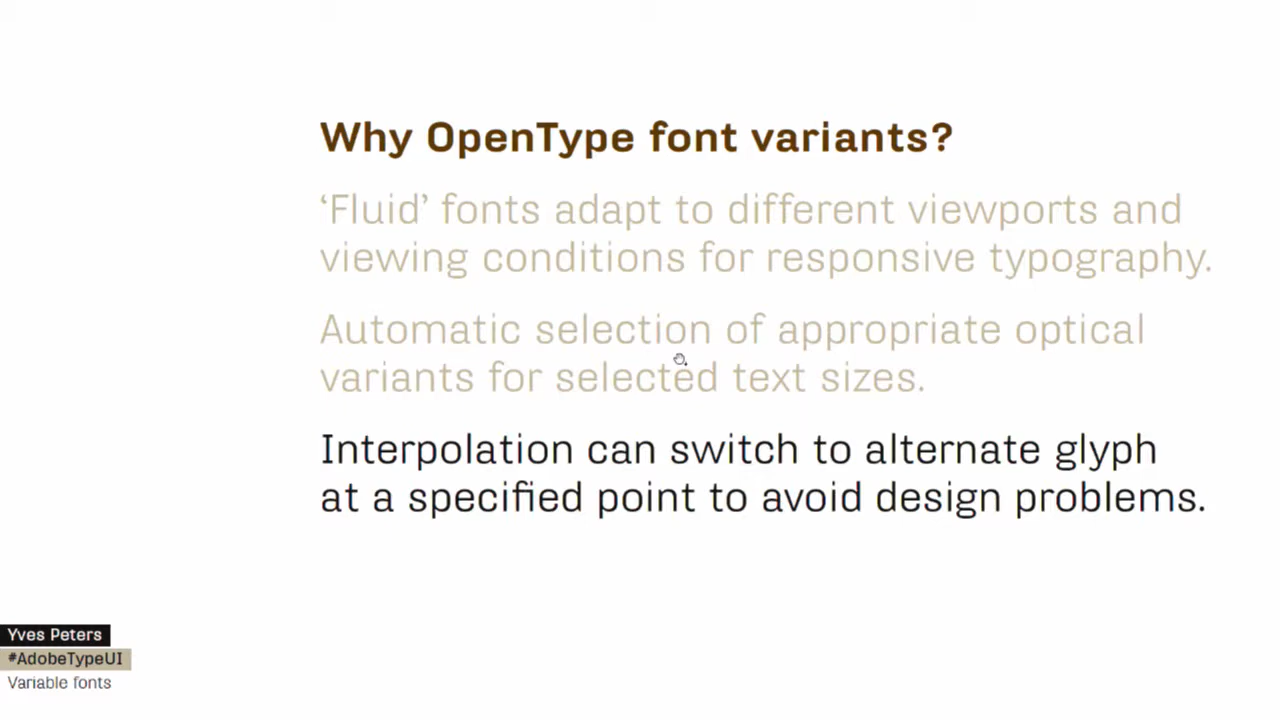 Why OpenType font variants?
‘Fluid’ fonts adapt to different viewports and
viewing conditions for responsive typography.
Automatic selection of appropriate optical
variants for selected text sizes.
Interpolation can switch to alternate glyph
at a specified point to avoid design problems.
Yves Peters
#AdobeTypeUI
Variable fonts